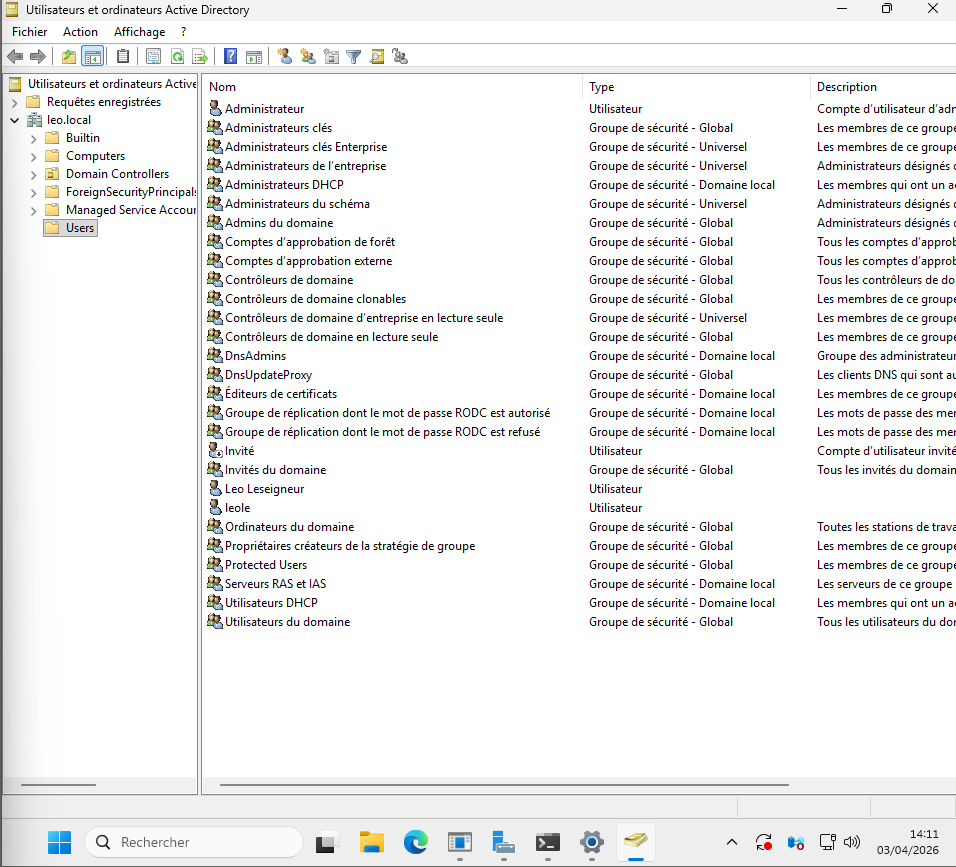 Utilisateurs et ordinateurs Active Directory
Fichier Action Affichage ?
Utilisateurs et ordinateurs Active
Requêtes enregistrées
leo.local
Builtin
Computers
Domain Controllers
ForeignSecurityPrincipals
Managed Service Accour
Users
Nom Type Description
Administrateur Utilisateur Compte d'utilisateur d'adm
Administrateurs clés Groupe de sécurité - Global Les membres de ce groupe
Administrateurs clés Enterprise Groupe de sécurité - Universel Les membres de ce groupe
Administrateurs de l'entreprise Groupe de sécurité - Universel Administrateurs désignés d
Administrateurs DHCP Groupe de sécurité - Domaine local Les membres qui ont un ac
Administrateurs du schéma Groupe de sécurité - Universel Administrateurs désignés d
Admins du domaine Groupe de sécurité - Global Administrateurs désignés d
Comptes d'approbation de forêt Groupe de sécurité - Global Tous les comptes d'approb
Comptes d'approbation externe Groupe de sécurité - Global Tous les comptes d'approb
Contrôleurs de domaine Groupe de sécurité - Global Tous les contrôleurs de do
Contrôleurs de domaine clonables Groupe de sécurité - Global Les membres de ce groupe
Contrôleurs de domaine d'entreprise en lecture seule Groupe de sécurité - Universel Les membres de ce groupe
Contrôleurs de domaine en lecture seule Groupe de sécurité - Global Les membres de ce groupe
DnsAdmins Groupe de sécurité - Domaine local Groupe des administrateur
DnsUpdateProxy Groupe de sécurité - Global Les clients DNS qui sont au
Éditeurs de certificats Groupe de sécurité - Domaine local Les membres de ce groupe
Groupe de réplication dont le mot de passe RODC est autorisé Groupe de sécurité - Domaine local Les mots de passe des mer
Groupe de réplication dont le mot de passe RODC est refusé Groupe de sécurité - Domaine local Les mots de passe des mer
Invité Utilisateur Compte d'utilisateur invité
Invités du domaine Groupe de sécurité - Global Tous les invités du domain
Leo Leseigneur Utilisateur
leole Utilisateur
Ordinateurs du domaine Groupe de sécurité - Global Toutes les stations de trava
Propriétaires créateurs de la stratégie de groupe Groupe de sécurité - Global Les membres de ce groupe
Protected Users Groupe de sécurité - Global Les membres de ce groupe
Serveurs RAS et IAS Groupe de sécurité - Domaine local Les serveurs de ce groupe
Utilisateurs DHCP Groupe de sécurité - Domaine local Les membres qui ont un ac
Utilisateurs du domaine Groupe de sécurité - Global Tous les utilisateurs du dor
Rechercher
14:11
03/04/2026